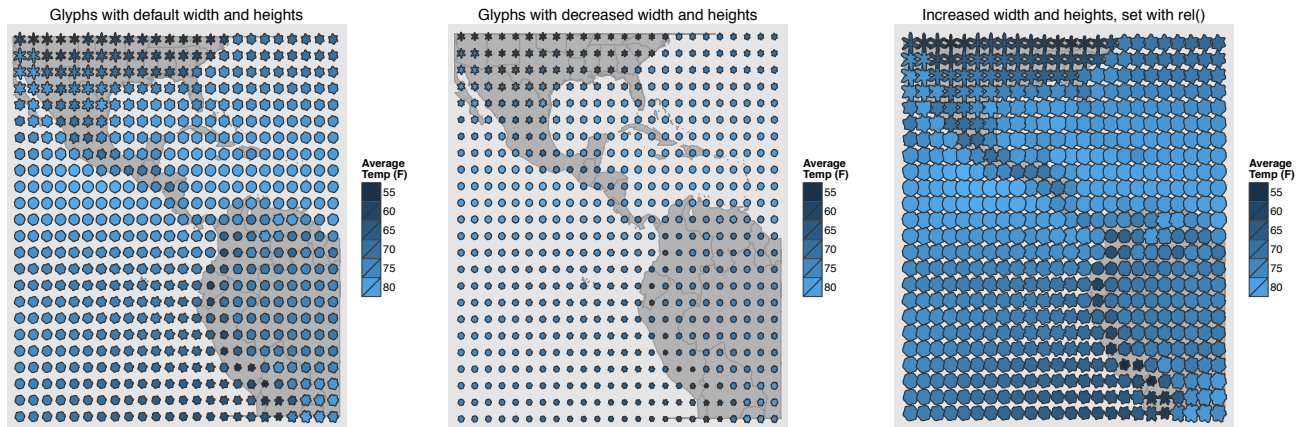 Glyphs with default width and heights
Average
Temp (F)
55
60
65
70
75
80
Glyphs with decreased width and heights
Average
Temp (F)
55
60
65
70
75
80
Increased width and heights, set with rel()
Average
Temp (F)
55
60
65
70
75
80